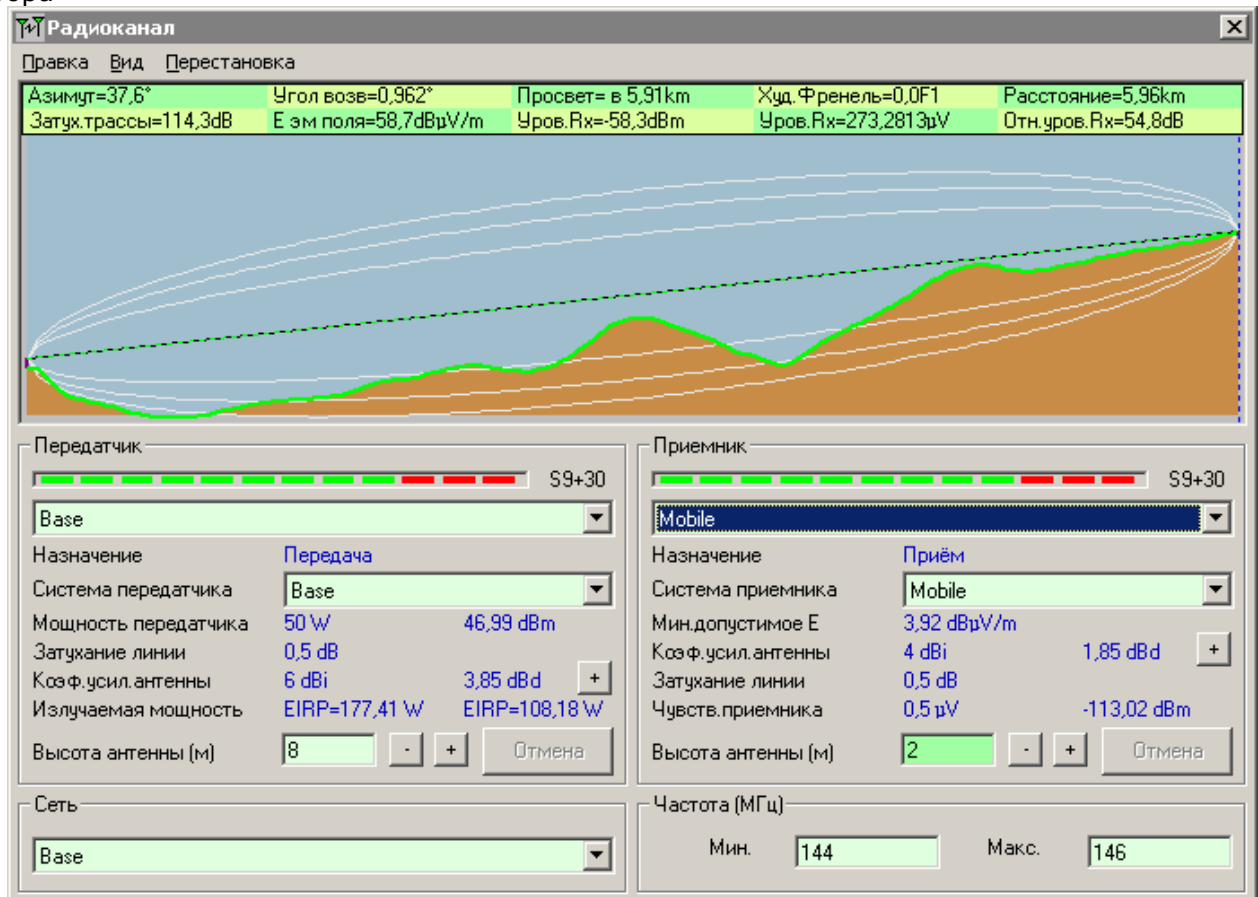 Радиоканал
Правка Вид Перестановка
Азимут=37,6° Угол возв=0,962° Просвет= в 5,91km Худ.Френель=0,0F1 Расстояние=5,96km
Затух.трассы=114,3dB Е эм поля=58,7dBµV/m Уров.Rx=-58,3dBm Уров.Rx=273,2813µV Отн.уров.Rx=54,8dB
Передатчик
S9+30
Base
Назначение Передача
Система передатчика Base
Мощность передатчика 50 W 46,99 dBm
Затухание линии 0,5 dB
Коэф.усил.антенны 6 dBi 3,85 dBd +
Излучаемая мощность EIRP=177,41 W EIRP=108,18 W
Высота антенны (м) 8 - + Отмена
Приемник
S9+30
Mobile
Назначение Приём
Система приемника Mobile
Мин.допустимое E 3,92 dBµV/m
Коэф.усил.антенны 4 dBi 1,85 dBd +
Затухание линии 0,5 dB
Чувств.приемника 0,5 µV -113,02 dBm
Высота антенны (м) 2 - + Отмена
Сеть
Base
Частота (МГц)
Мин. 144 Макс. 146